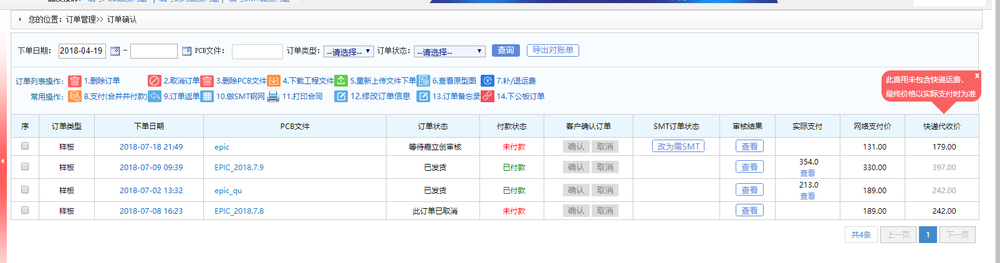 您的位置：订单管理>> 订单确认
下单日期： 2018-04-19 - PCB文件： 订单类型： --请选择-- 订单状态： --请选择-- 查询 导出对账单
订单列表操作： 1.删除订单 2.取消订单 3.删除PCB文件 4.下载工程文件 5.重新上传文件下单 6.查看原型图 7.补/退运费
常用操作： 8.支付(合并并付款) 9.订单返单 10.做SMT钢网 11.打印合同 12.修改订单信息 13.订单备忘录 14.下公板订单
此费用未包含快递运费， x
最终价格以实际支付时为准
序 订单类型 下单日期 PCB文件 订单状态 付款状态 客户确认订单 SMT订单状态 审核结果 实际支付 网络支付价 快递代收价
样板 2018-07-18 21:49 epic 等待嘉立创审核 未付款 确认 取消 改为需SMT 查看 131.00 179.00
样板 2018-07-09 09:39 EPIC_2018.7.9 已发货 已付款 确认 取消 查看 354.0 查看 330.00 397.00
样板 2018-07-02 13:32 epic_qu 已发货 已付款 确认 取消 查看 213.0 查看 189.00 242.00
样板 2018-07-08 16:23 EPIC_2018.7.8 此订单已取消 未付款 确认 取消 查看 189.00 242.00
共4条 上一页 1 下一页